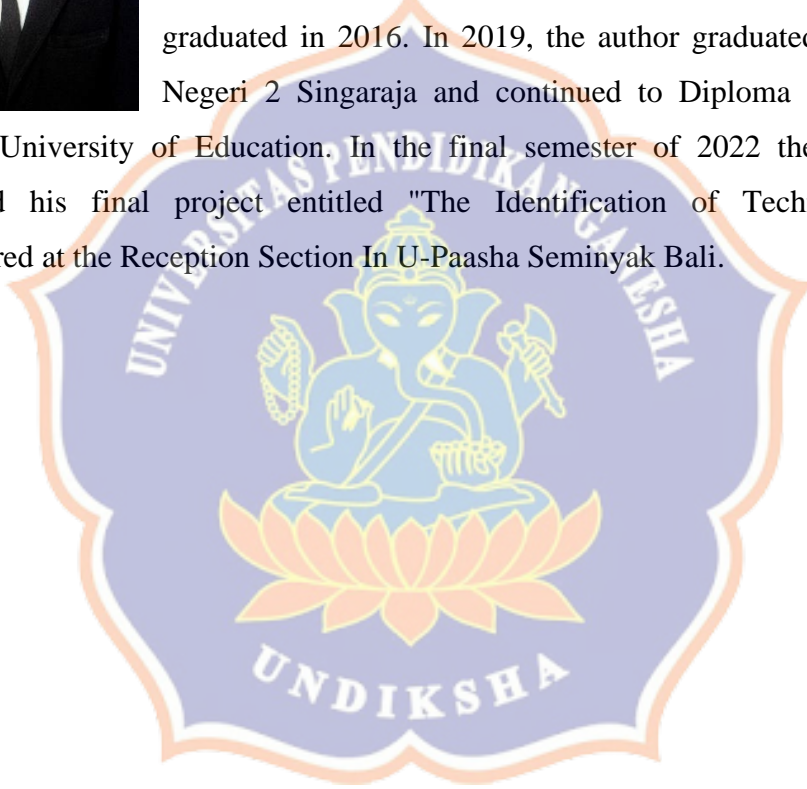 graduated in 2016. In 2019, the author graduated
Negeri 2 Singaraja and continued to Diploma
University of Education. In the final semester of 2022 the
his final project entitled "The Identification of
at the Reception Section In U-Paasha Seminyak Bali.
UNIVERSITAS PENDIDIKAN GANESHA
UNDIKSHA